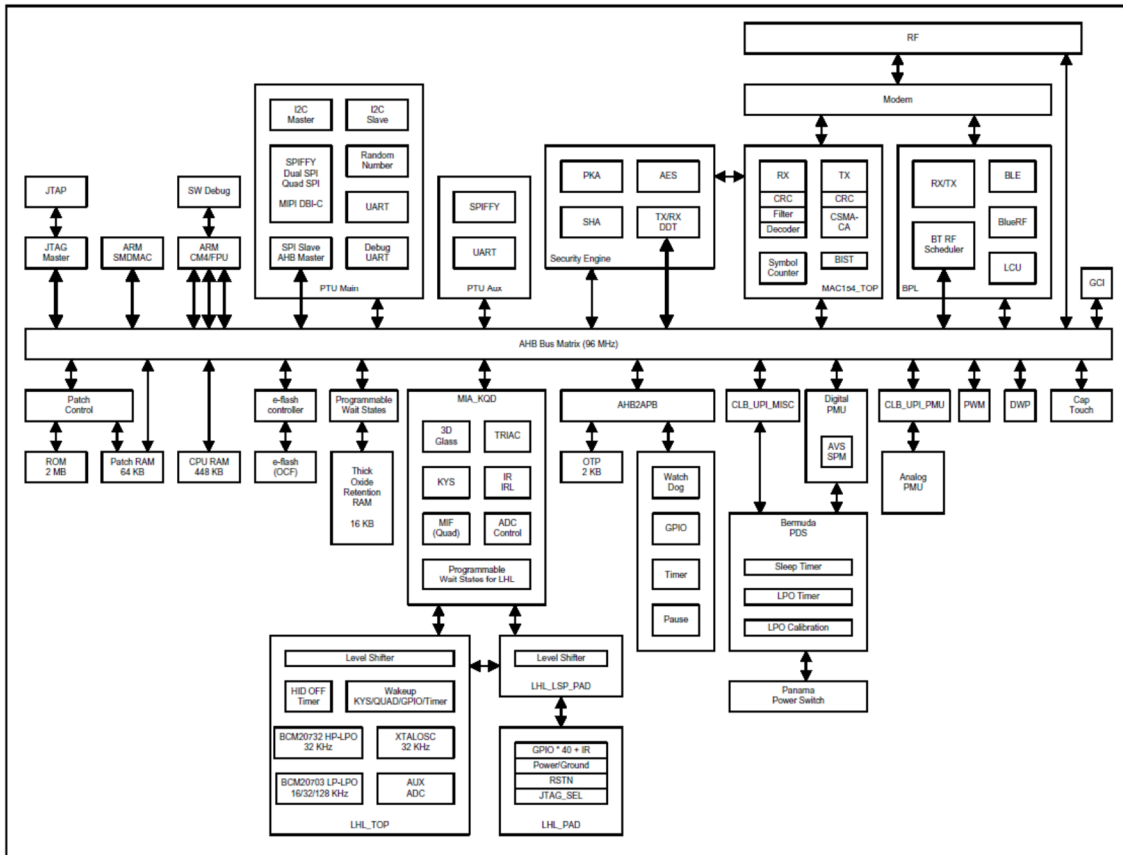 RF
Modem
I2C
Master
I2C
Slave
SPIFFY
Dual SPI
Quad SPI
MIPI DBI-C
Random
Number
UART
SPI Slave
AHB Master
Debug
UART
PTU Main
SPIFFY
UART
PTU Aux
PKA
AES
SHA
TX/RX
DDT
Security Engine
RX
CRC
Filter
Decoder
TX
CRC
CSMA-
CA
Symbol
Counter
BIST
MAC154_TOP
RX/TX
BLE
BlueRF
BT RF
Scheduler
LCU
BPL
JTAP
SW Debug
JTAG
Master
ARM
SMDMAC
ARM
CM4/FPU
GCI
AHB Bus Matrix (96 MHz)
Patch
Control
e-flash
controller
Programmable
Wait States
MIA_KQD
AHB2APB
CLB_UPI_MISC
Digital
PMU
CLB_UPI_PMU
PWM
DWP
Cap
Touch
ROM
2 MB
Patch RAM
64 KB
CPU RAM
448 KB
e-flash
(OCF)
Thick
Oxide
Retention
RAM
16 KB
3D
Glass
TRIAC
KYS
IR
IRL
MIF
(Quad)
ADC
Control
Programmable
Wait States for LHL
OTP
2 KB
Watch
Dog
GPIO
Timer
Pause
AVS
SPM
Analog
PMU
Bermuda
PDS
Sleep Timer
LPO Timer
LPO Calibration
Panama
Power Switch
Level Shifter
HID OFF
Timer
Wakeup
KYS/QUAD/GPIO/Timer
BCM20732 HP-LPO
32 KHz
XTALOSC
32 KHz
BCM20703 LP-LPO
16/32/128 KHz
AUX
ADC
LHL_TOP
Level Shifter
LHL_LSP_PAD
GPIO * 40 + IR
Power/Ground
RSTN
JTAG_SEL
LHL_PAD